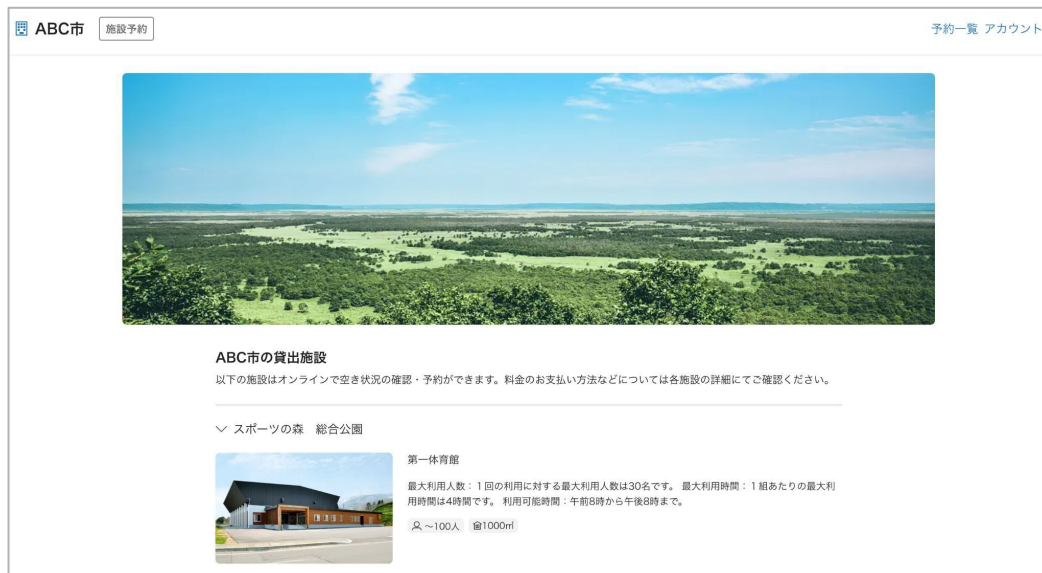 ABC市 施設予約 予約一覧 アカウント
ABC市の貸出施設
以下の施設はオンラインで空き状況の確認・予約ができます。料金のお支払い方法などについては各施設の詳細にてご確認ください。
スポーツの森　総合公園
第一体育館
最大利用人数：1回の利用に対する最大利用人数は30名です。 最大利用時間：1組あたりの最大利
用時間は4時間です。 利用可能時間：午前8時から午後8時まで。
～100人 1000㎡